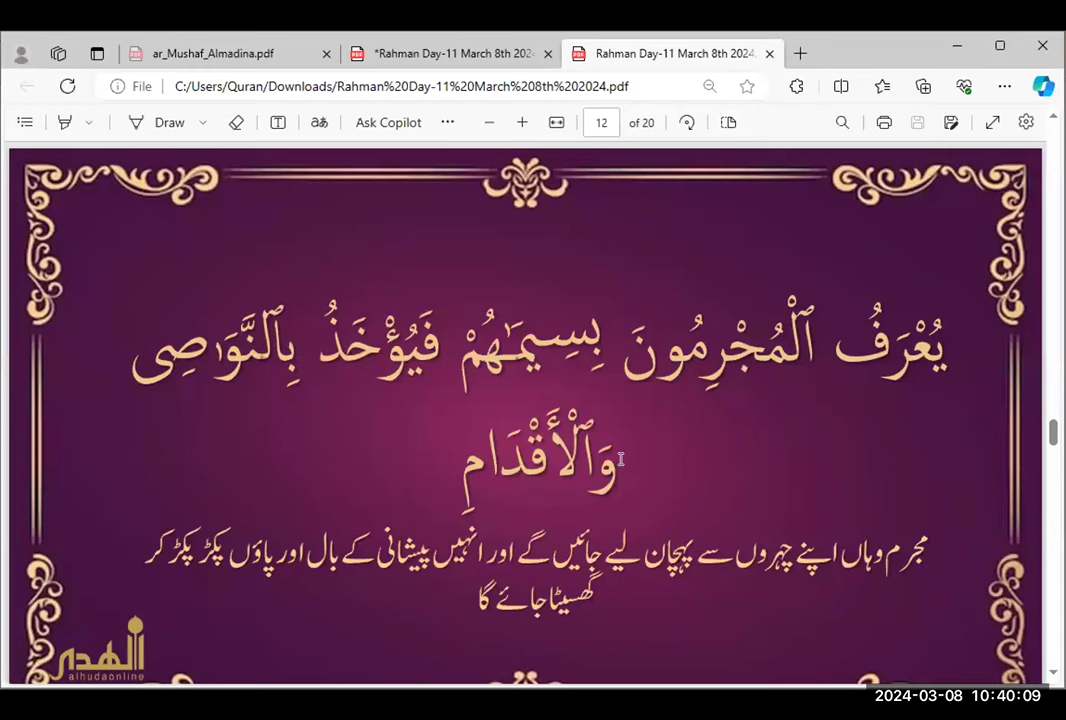 ar_Mushaf_Almadina.pdf
*Rahman Day-11 March 8th 202
Rahman Day-11 March 8th 2024.
File C:/Users/Quran/Downloads/Rahman%20Day-11%20March%208th%202024.pdf
Draw
Ask Copilot
12 of 20
يُعْرَفُ ٱلْمُجْرِمُونَ بِسِيمَـٰهُمْ فَيُؤْخَذُ بِٱلنَّوَٰصِى
وَٱلْأَقْدَامِ
مجرم وہاں اپنے چہروں سے پہچان لیے جائیں گے اور انہیں پیشانی کے بال اور پاؤں پکڑ پکڑ کر
گھسیٹا جائے گا
الهدى
alhudaonline
2024-03-08 10:40:09